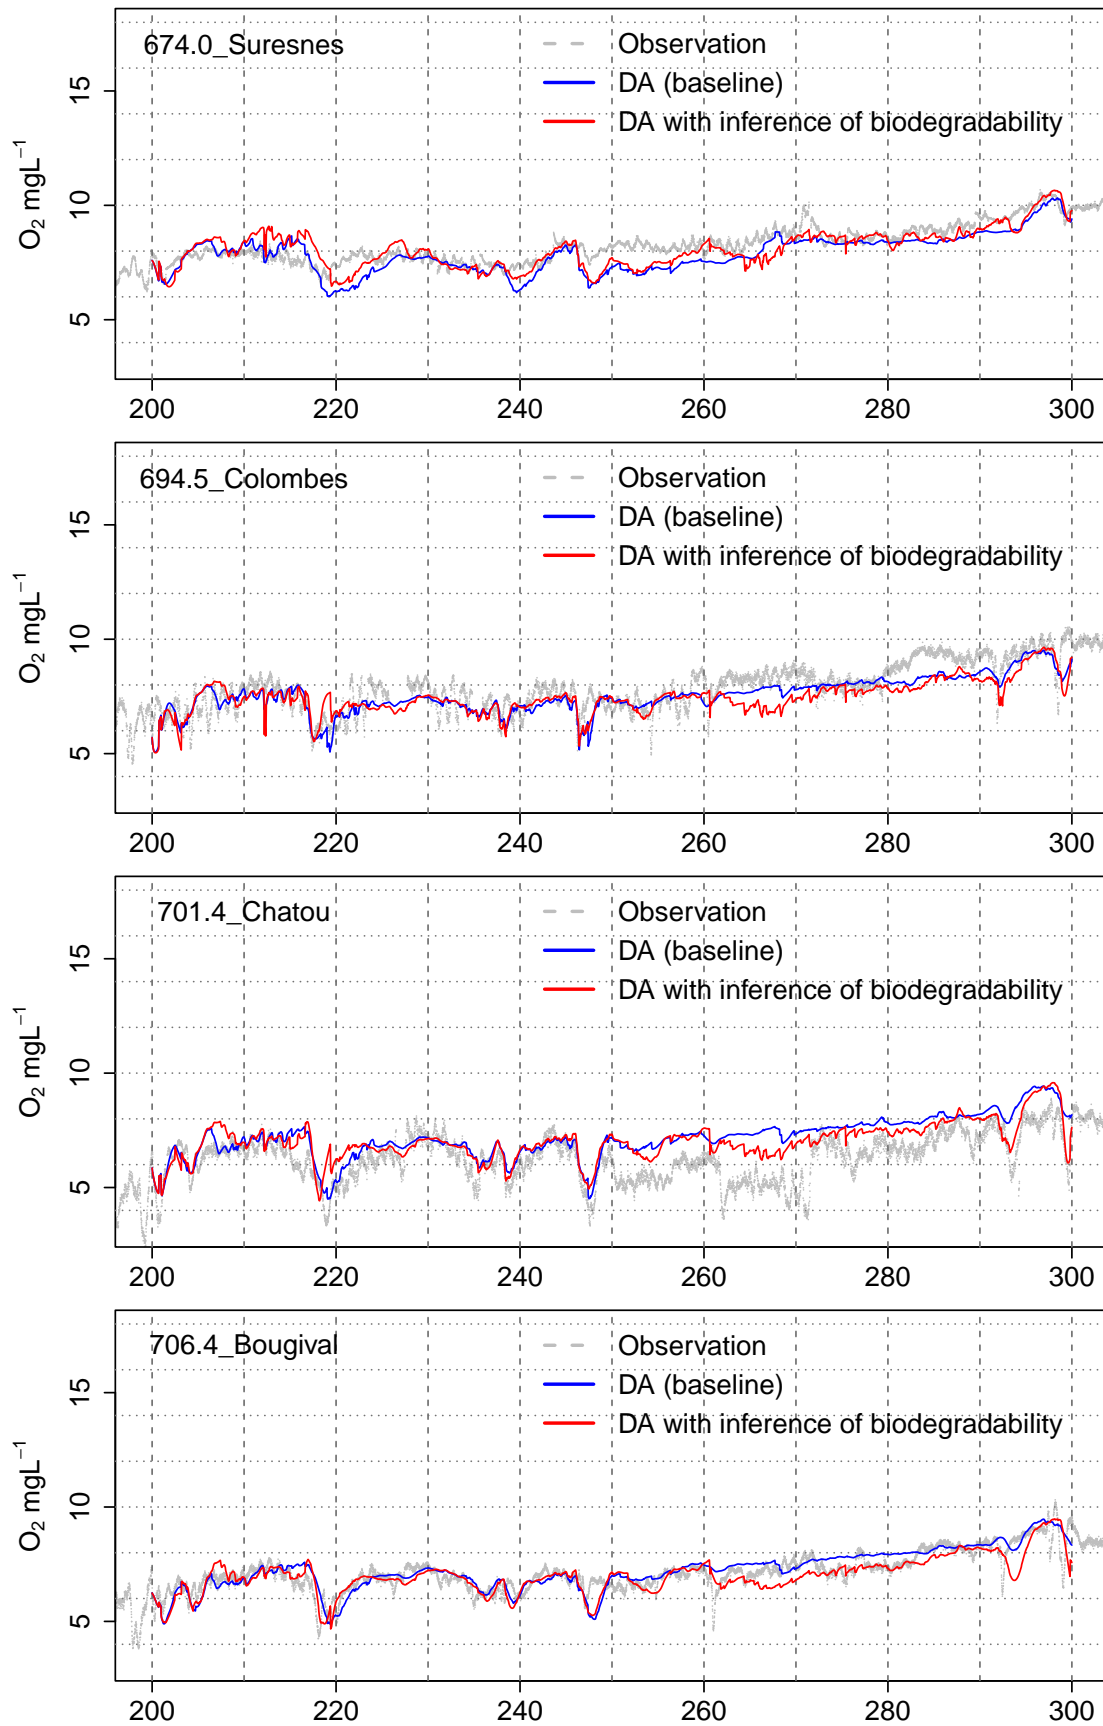 674.0_Suresnes
Observation
DA (baseline)
DA with inference of biodegradability
O₂ mgL⁻¹
5 10 15
200 220 240 260 280 300
694.5_Colombes
Observation
DA (baseline)
DA with inference of biodegradability
O₂ mgL⁻¹
5 10 15
200 220 240 260 280 300
701.4_Chatou
Observation
DA (baseline)
DA with inference of biodegradability
O₂ mgL⁻¹
5 10 15
200 220 240 260 280 300
706.4_Bougival
Observation
DA (baseline)
DA with inference of biodegradability
O₂ mgL⁻¹
5 10 15
200 220 240 260 280 300